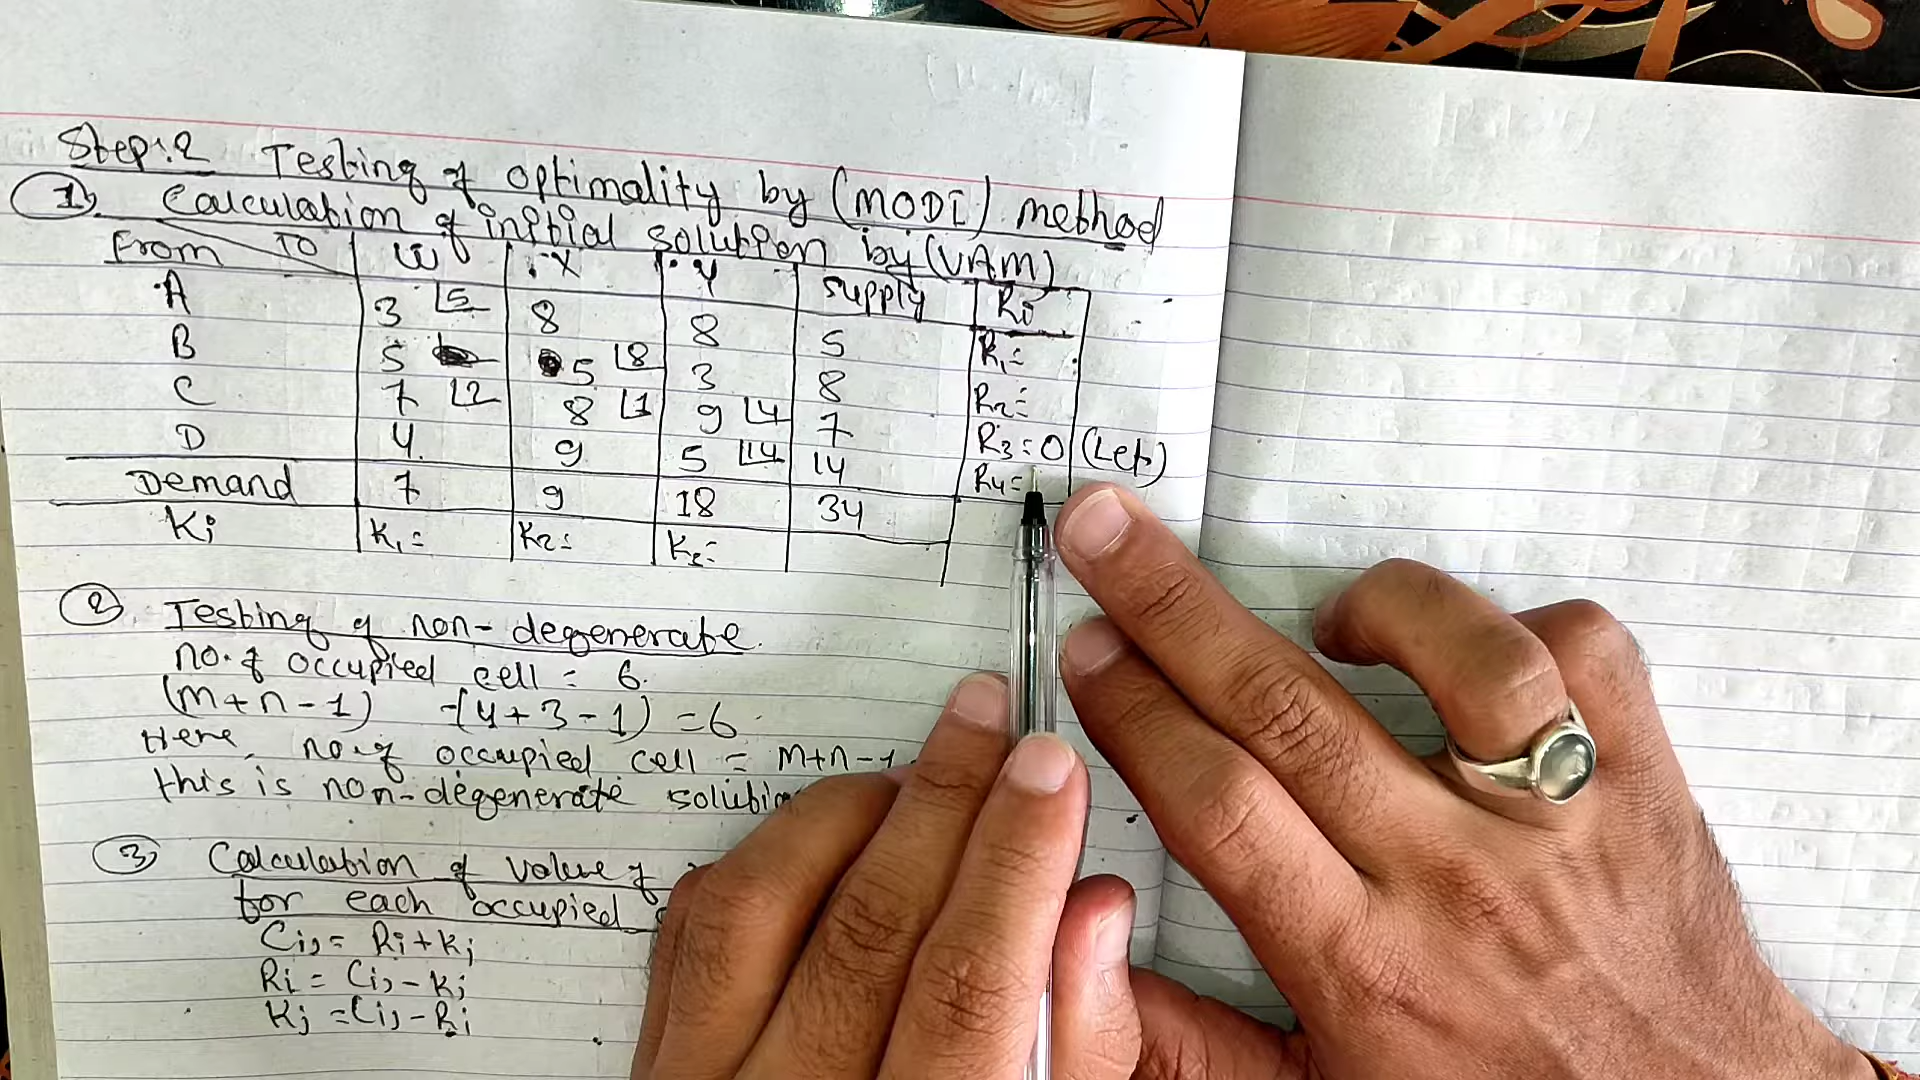 Step:2 Testing of optimality by (MODI) method
1) Calculation of initial solution by (VAM)
From TO W X Y Supply Ri
A 3 5 8 8 5 R1=
B 5 5 8 3 8 R2=
C 7 2 8 1 9 4 7 R3=0 (Let)
D 4 9 5 14 14 R4=
Demand 7 9 18 34
Kj K1= K2= K3=
2 Testing of non-degenerate.
no. of occupied cell = 6.
(m+n-1) -(4+3-1) =6
Here, no. of occupied cell = m+n-1
this is non-degenerate
3 Calculation of value of
for each occupied
Cij = Ri+Kj
Ri = Cij - Kj
Kj = Cij - Ri